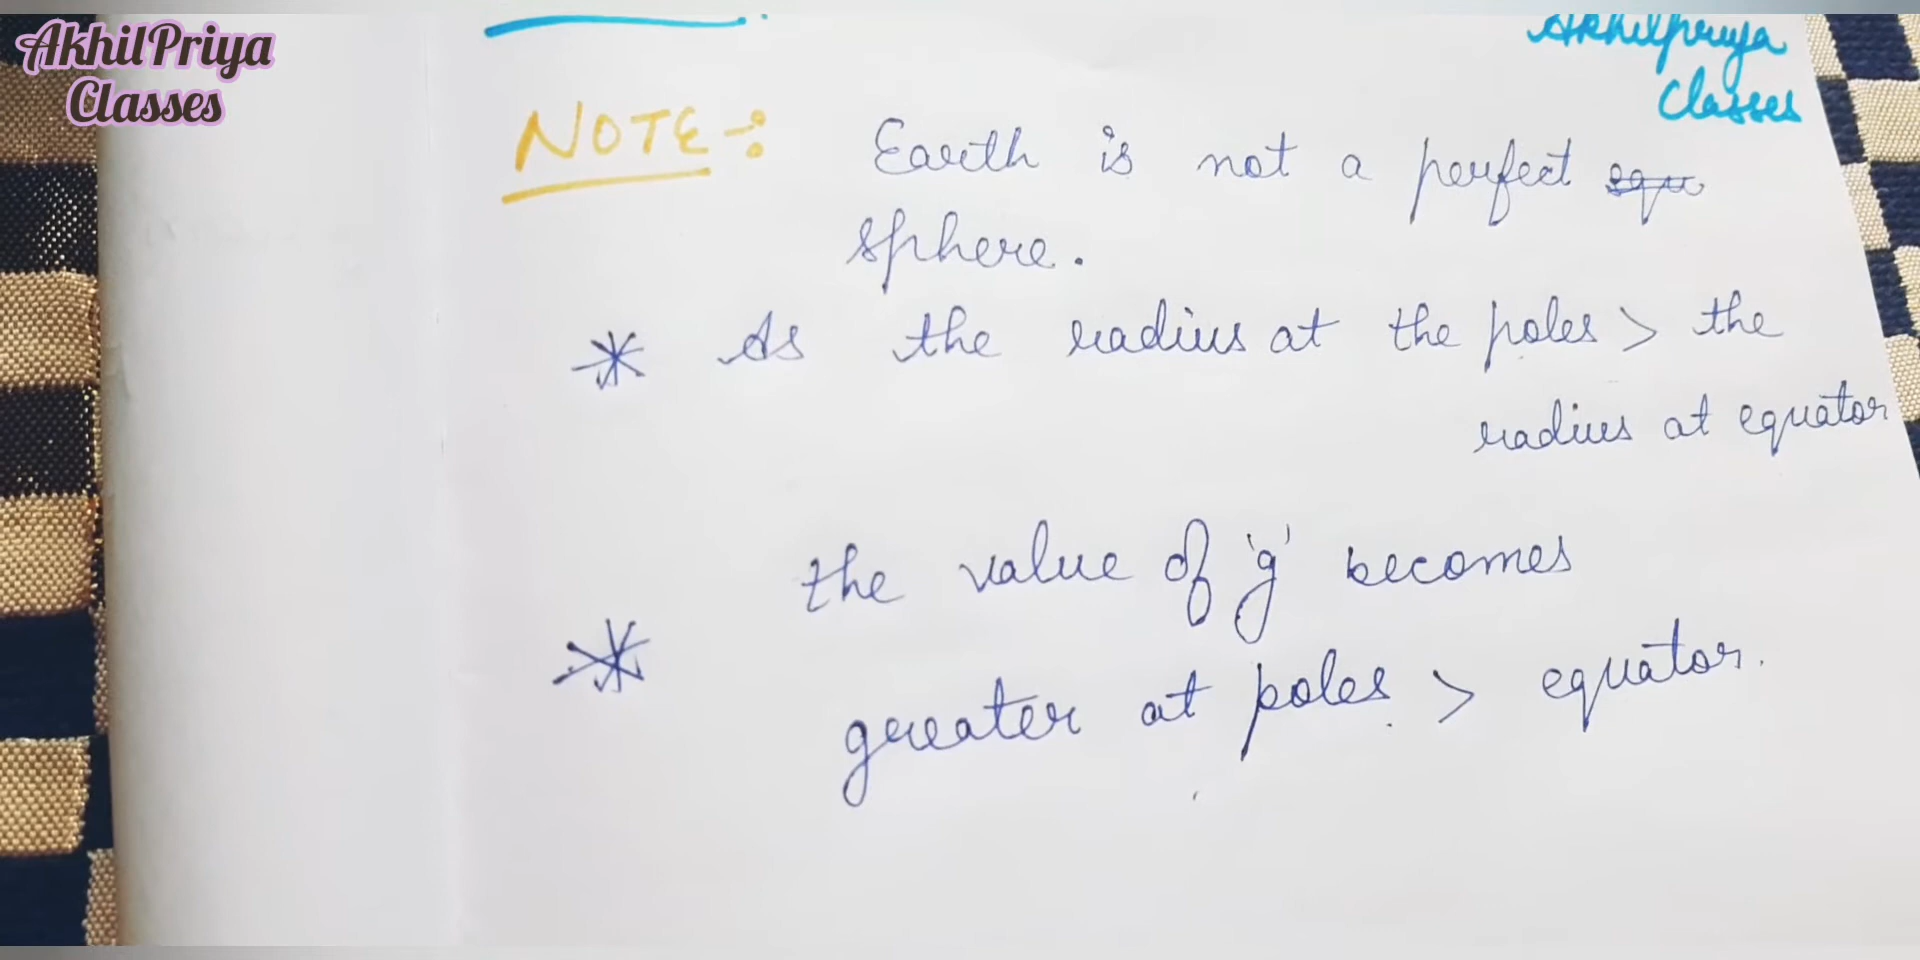 AkhilPriya
Classes
Akhilpriya
Classes
NOTE :-
Earth is not a perfect equ
sphere.
* As the radius at the poles > the
radius at equator
the value of 'g' becomes
* greater at poles > equator.